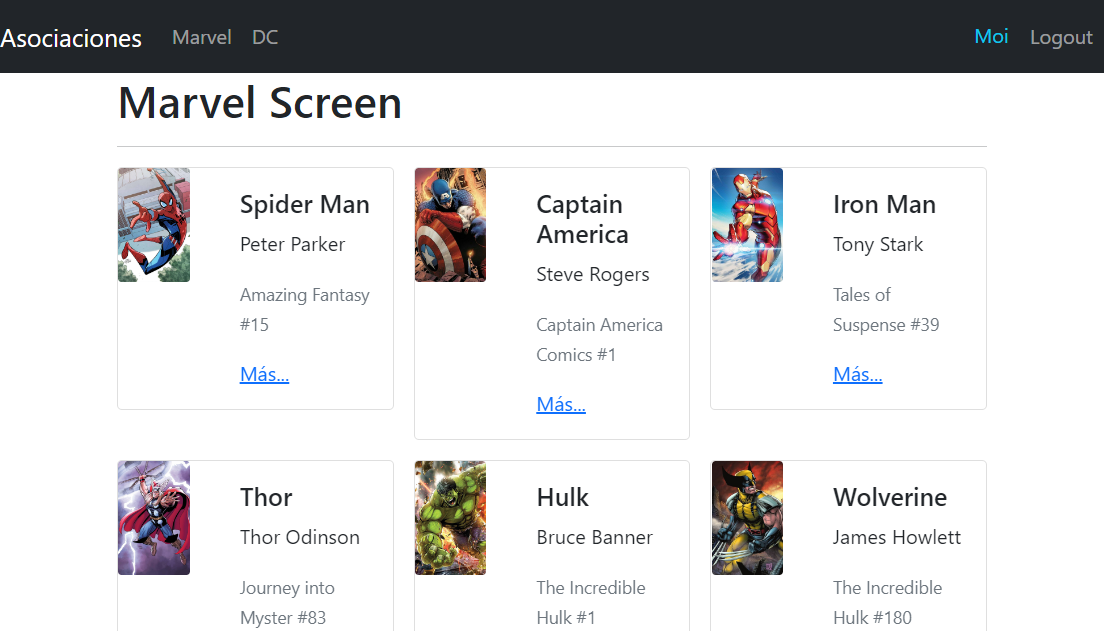 Asociaciones Marvel DC Moi Logout
Marvel Screen
Spider Man
Peter Parker
Amazing Fantasy
#15
Más...
Captain
America
Steve Rogers
Captain America
Comics #1
Más...
Iron Man
Tony Stark
Tales of
Suspense #39
Más...
Thor
Thor Odinson
Journey into
Myster #83
Hulk
Bruce Banner
The Incredible
Hulk #1
Wolverine
James Howlett
The Incredible
Hulk #180